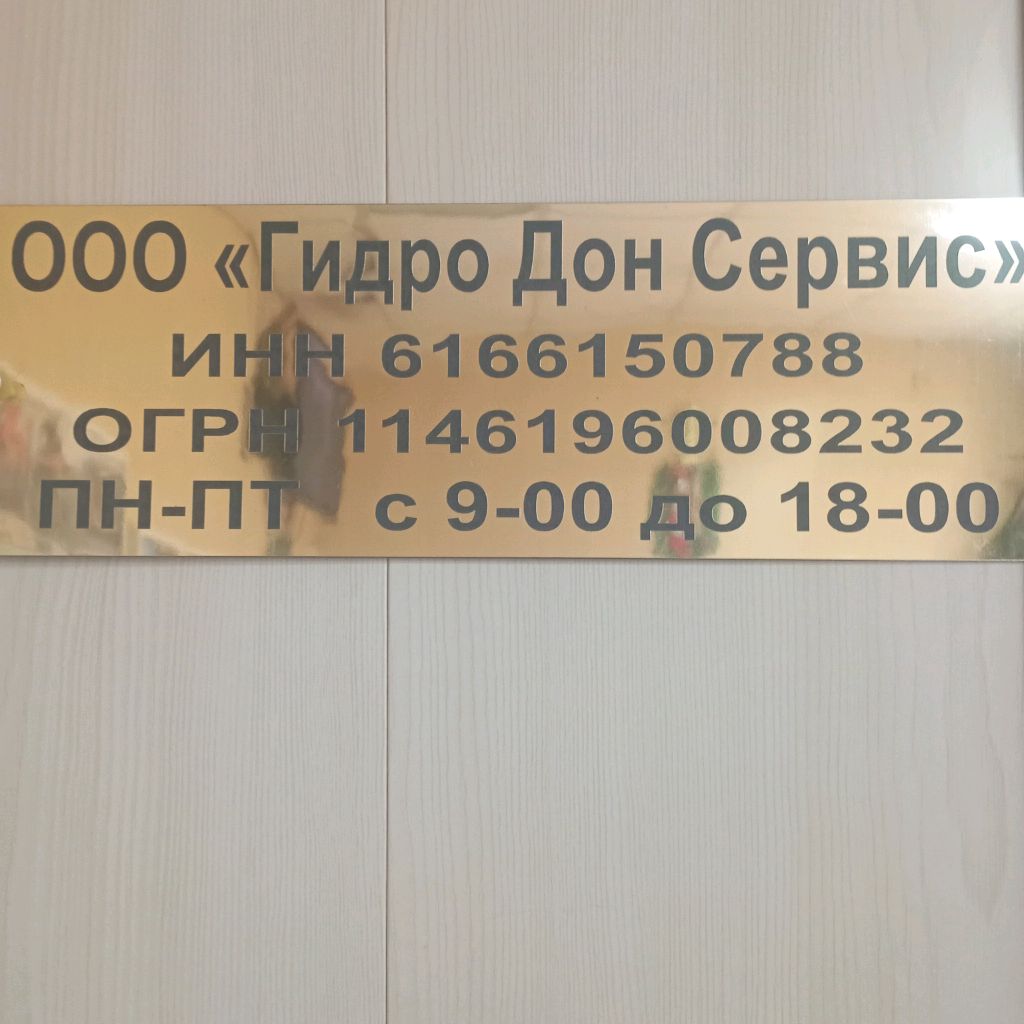 ООО «Гидро Дон Сервис»
ИНН 6166150788
ОГРН 1146196008232
ПН-ПТ с 9-00 до 18-00